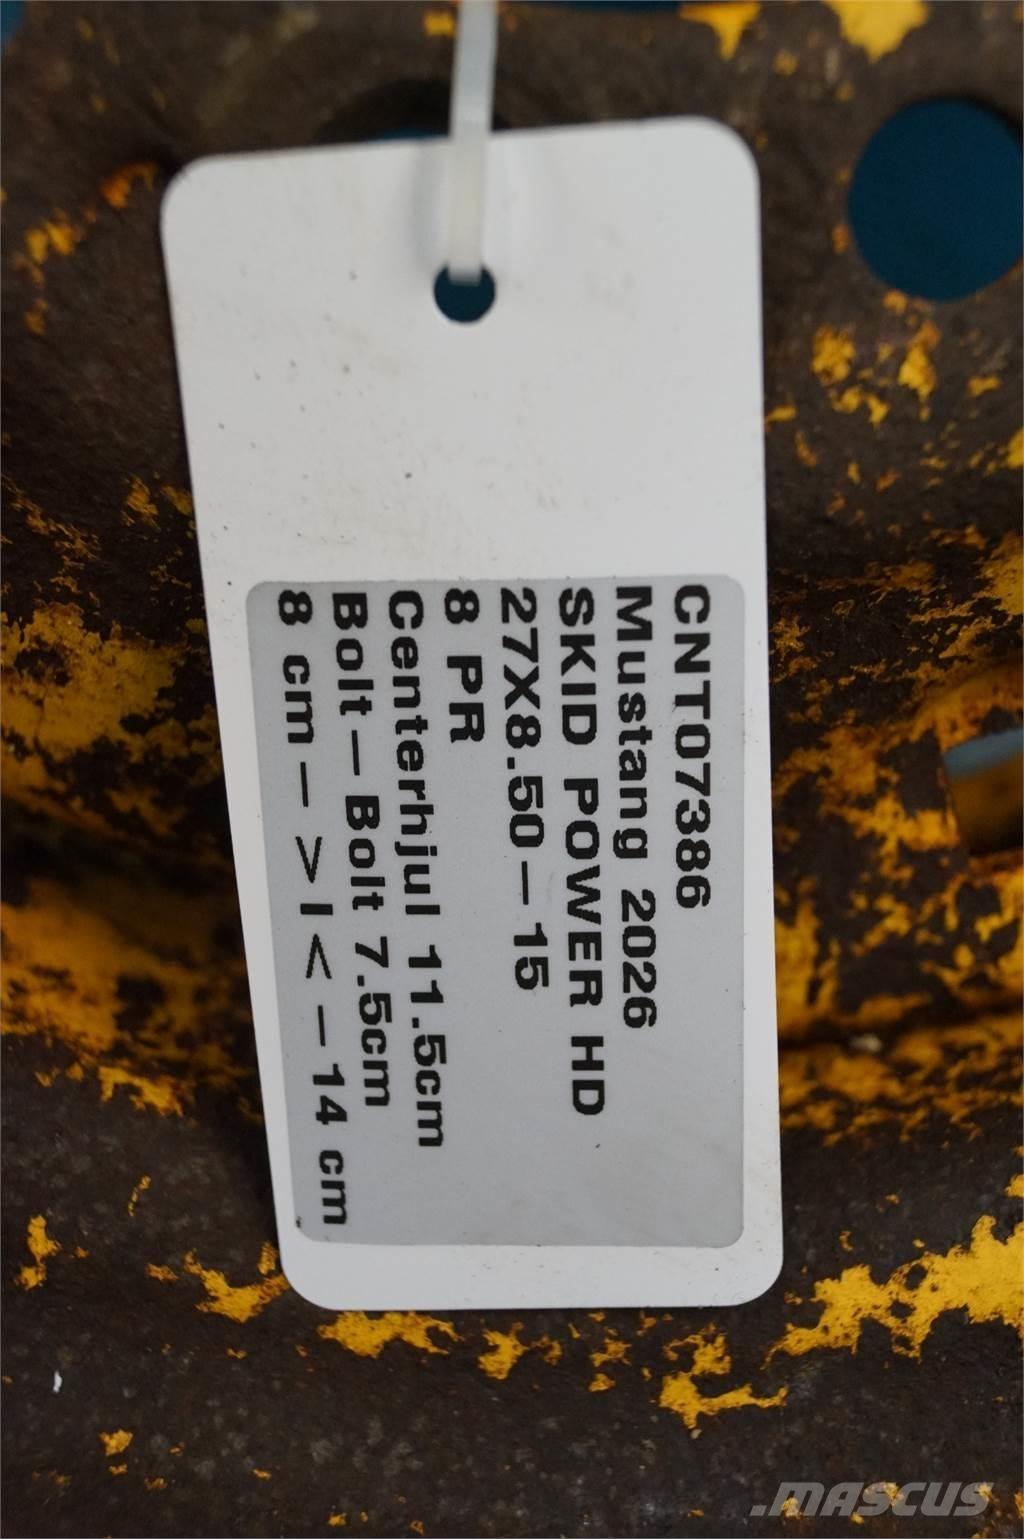 CNT07386
Mustang 2026
SKID POWER HD
27X8.50-15
8 PR
Centerhjul 11.5cm
Bolt-Bolt 7.5cm
8 cm->|<-14 cm
.MASCUS